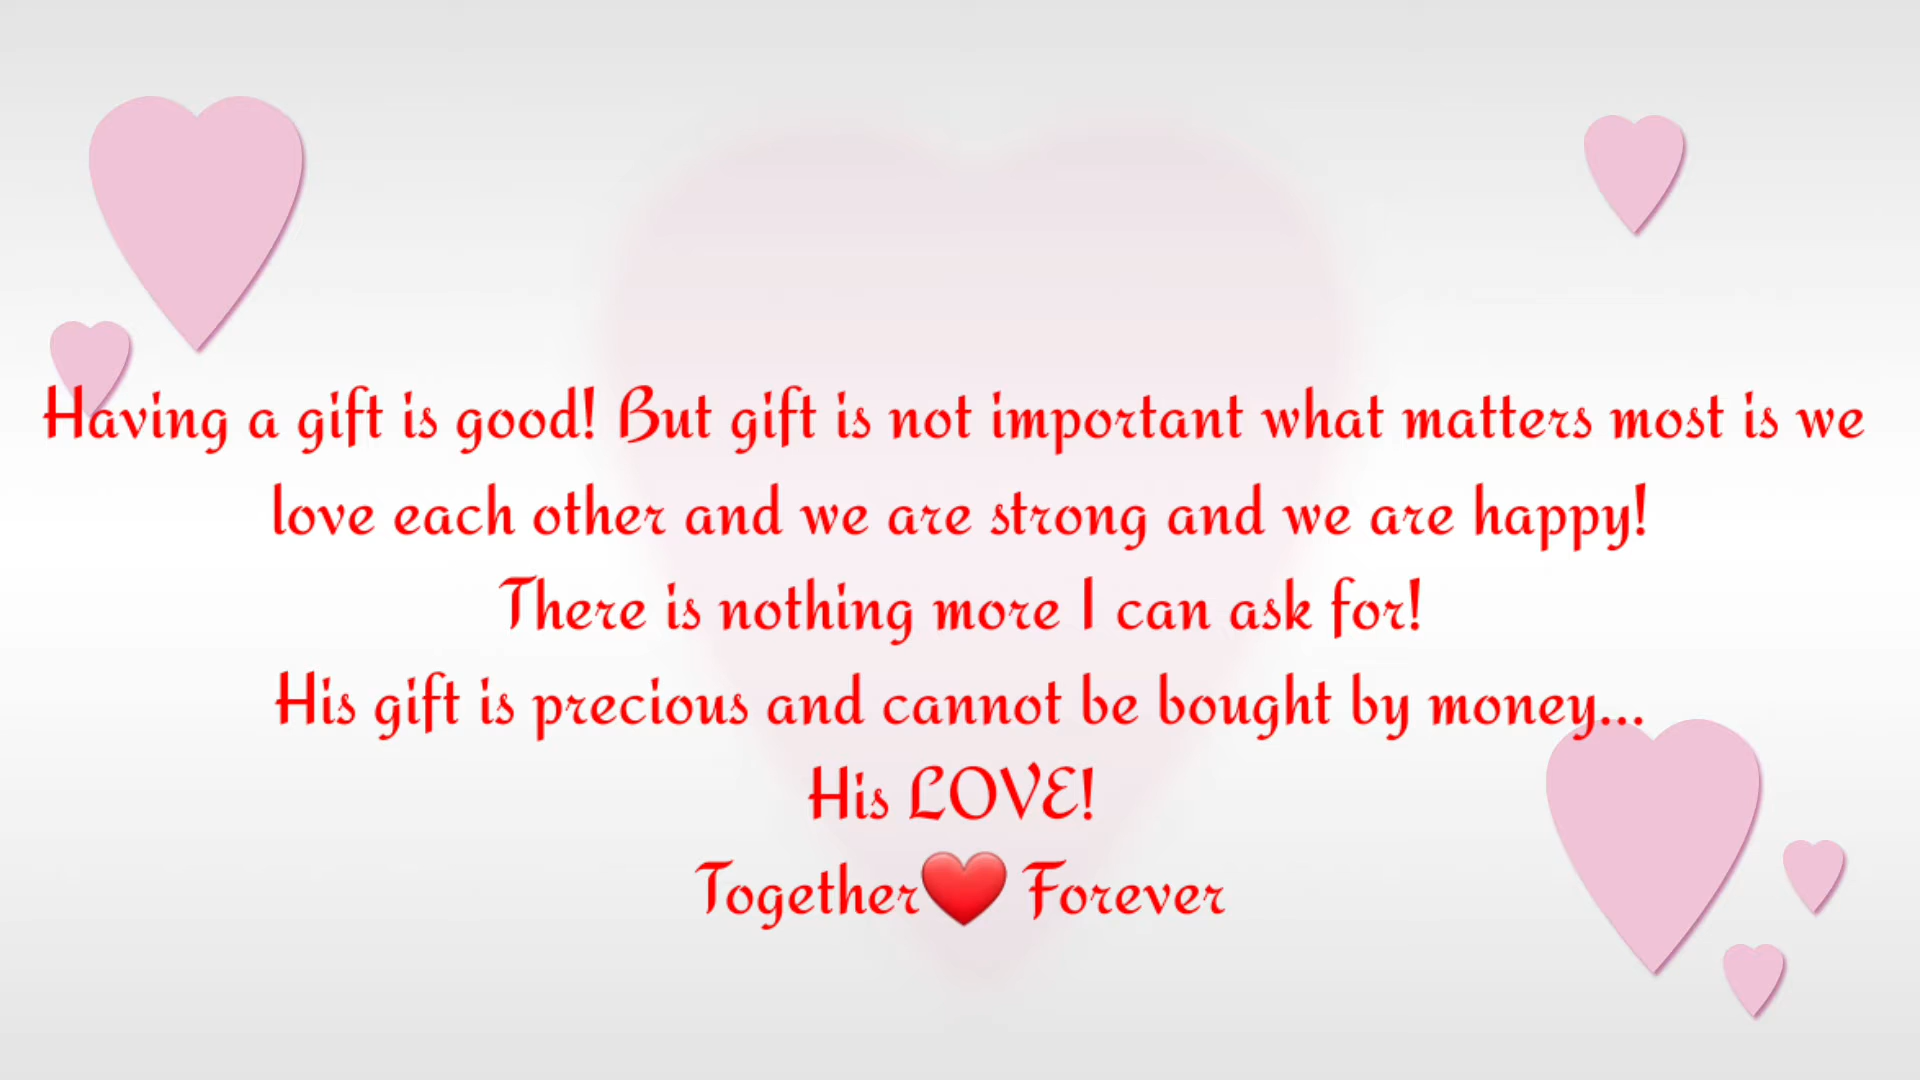 Having a gift is good! But gift is not important what matters most is we
love each other and we are strong and we are happy!
There is nothing more I can ask for!
His gift is precious and cannot be bought by money...
His LOVE!
Together❤️ Forever